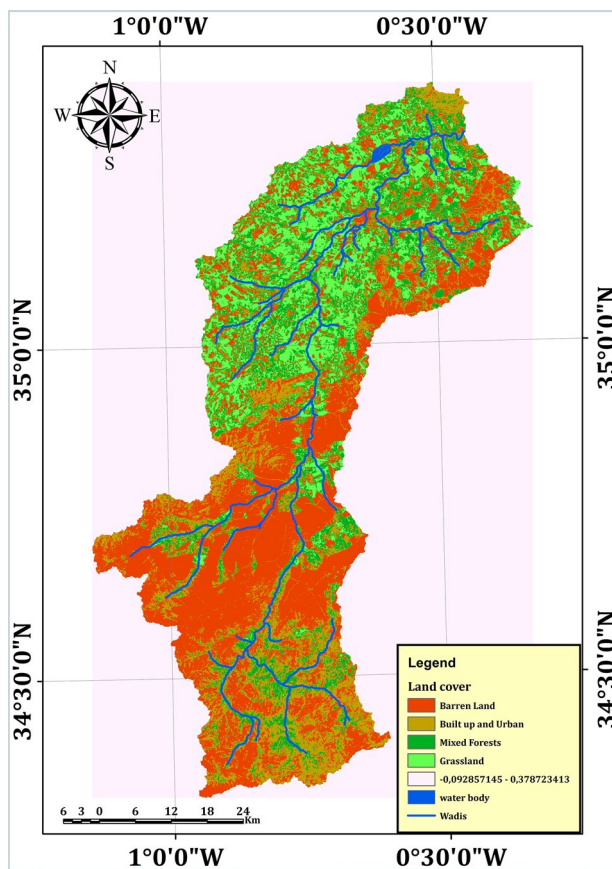 1°0'0"W 0°30'0"W
N
W E
S
35°0'0"N 35°0'0"N
34°30'0"N 34°30'0"N
Legend
Land cover
Barren Land
Built up and Urban
Mixed Forests
Grassland
-0,092857145 - 0,378723413
water body
Wadis
6 3 0 6 12 18 24
Km
1°0'0"W 0°30'0"W